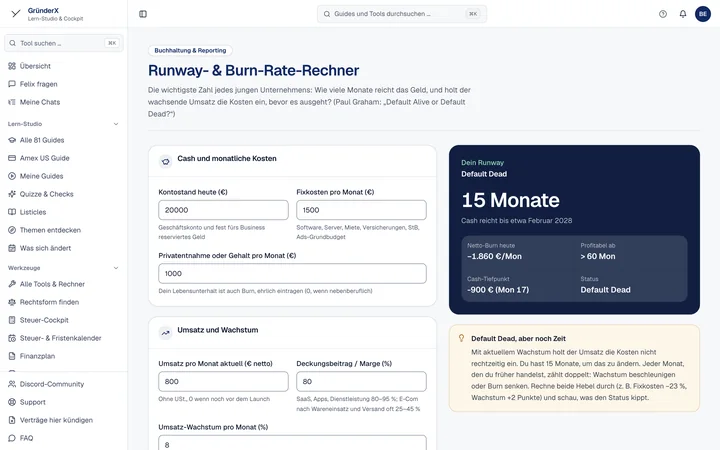 GründerX
Lern-Studio & Cockpit
Guides und Tools durchsuchen ...
⌘K
BE
Tool suchen ...
⌘K
Übersicht
Felix fragen
Meine Chats
Lern-Studio
Alle 81 Guides
Amex US Guide
Meine Guides
Quizze & Checks
Listicles
Themen entdecken
Was sich ändert
Werkzeuge
Alle Tools & Rechner
Rechtsform finden
Steuer-Cockpit
Steuer- & Fristenkalender
Finanzplan
Discord-Community
Support
Verträge hier kündigen
FAQ
Buchhaltung & Reporting
Runway- & Burn-Rate-Rechner
Die wichtigste Zahl jedes jungen Unternehmens: Wie viele Monate reicht das Geld, und holt der
wachsende Umsatz die Kosten ein, bevor es ausgeht? (Paul Graham: „Default Alive or Default
Dead?“)
Cash und monatliche Kosten
Kontostand heute (€)
Fixkosten pro Monat (€)
20000
1500
Geschäftskonto und fest fürs Business
reserviertes Geld
Software, Server, Miete, Versicherungen, StB,
Ads-Grundbudget
Privatentnahme oder Gehalt pro Monat (€)
1000
Dein Lebensunterhalt ist auch Burn, ehrlich eintragen (0, wenn nebenberuflich)
Umsatz und Wachstum
Umsatz pro Monat aktuell (€ netto)
Deckungsbeitrag / Marge (%)
800
80
Ohne USt., 0 wenn noch vor dem Launch
SaaS, Apps, Dienstleistung 80–95 %; E-Com
nach Wareneinsatz und Versand oft 25–45 %
Umsatz-Wachstum pro Monat (%)
8
Dein Runway
Default Dead
15 Monate
Cash reicht bis etwa Februar 2028
Netto-Burn heute
Profitabel ab
−1.860 €/Mon
> 60 Mon
Cash-Tiefpunkt
Status
-900 € (Mon 17)
Default Dead
Default Dead, aber noch Zeit
Mit aktuellem Wachstum holt der Umsatz die Kosten nicht
rechtzeitig ein. Du hast 15 Monate, um das zu ändern. Jeder Monat,
den du früher handelst, zählt doppelt: Wachstum beschleunigen
oder Burn senken. Rechne beide Hebel durch (z. B. Fixkosten −23 %,
Wachstum +2 Punkte) und schau, was den Status kippt.